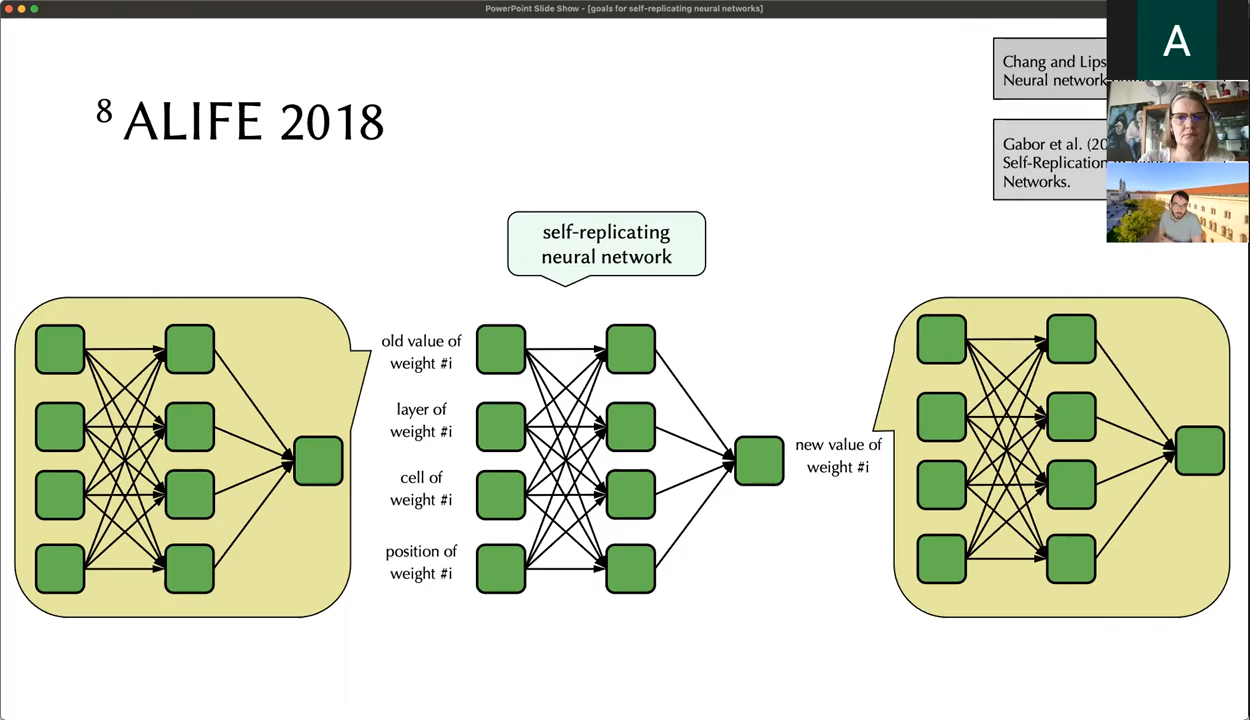 PowerPoint Slide Show - [goals for self-replicating neural networks]
A
8 ALIFE 2018
Chang and Lips
Neural network
Gabor et al. (20
Self-Replication
Networks.
self-replicating
neural network
old value of
weight #i
layer of
weight #i
cell of
weight #i
position of
weight #i
new value of
weight #i